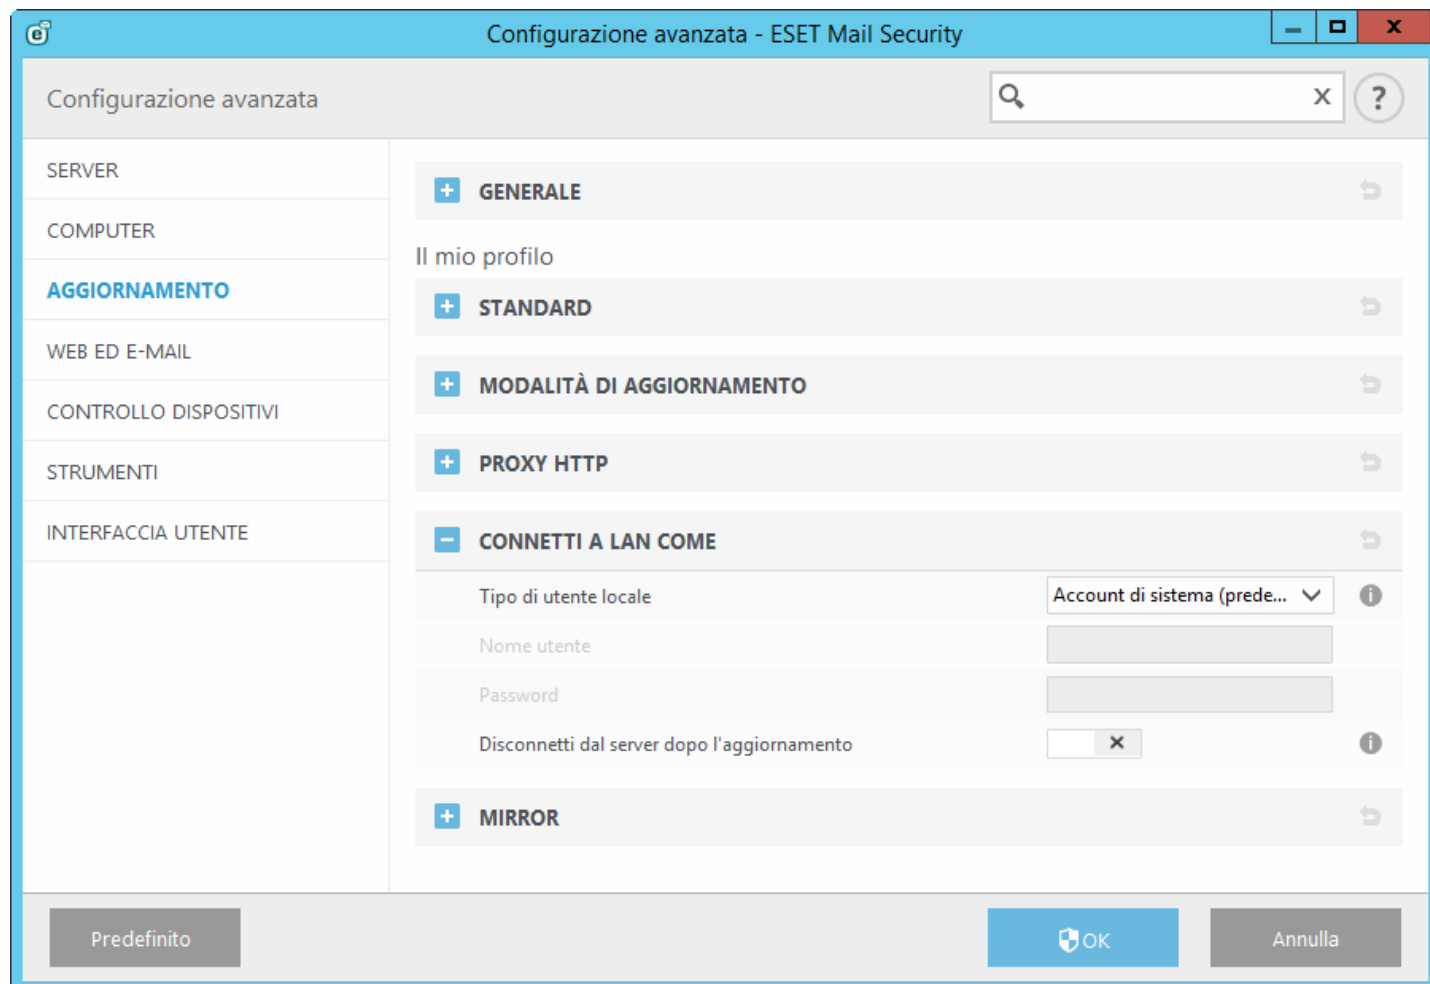 Configurazione avanzata - ESET Mail Security
Configurazione avanzata
SERVER
COMPUTER
AGGIORNAMENTO
WEB ED E-MAIL
CONTROLLO DISPOSITIVI
STRUMENTI
INTERFACCIA UTENTE
GENERALE
Il mio profilo
STANDARD
MODALITÀ DI AGGIORNAMENTO
PROXY HTTP
CONNETTI A LAN COME
Tipo di utente locale Account di sistema (prede...
Nome utente
Password
Disconnetti dal server dopo l'aggiornamento
MIRROR
Predefinito OK Annulla